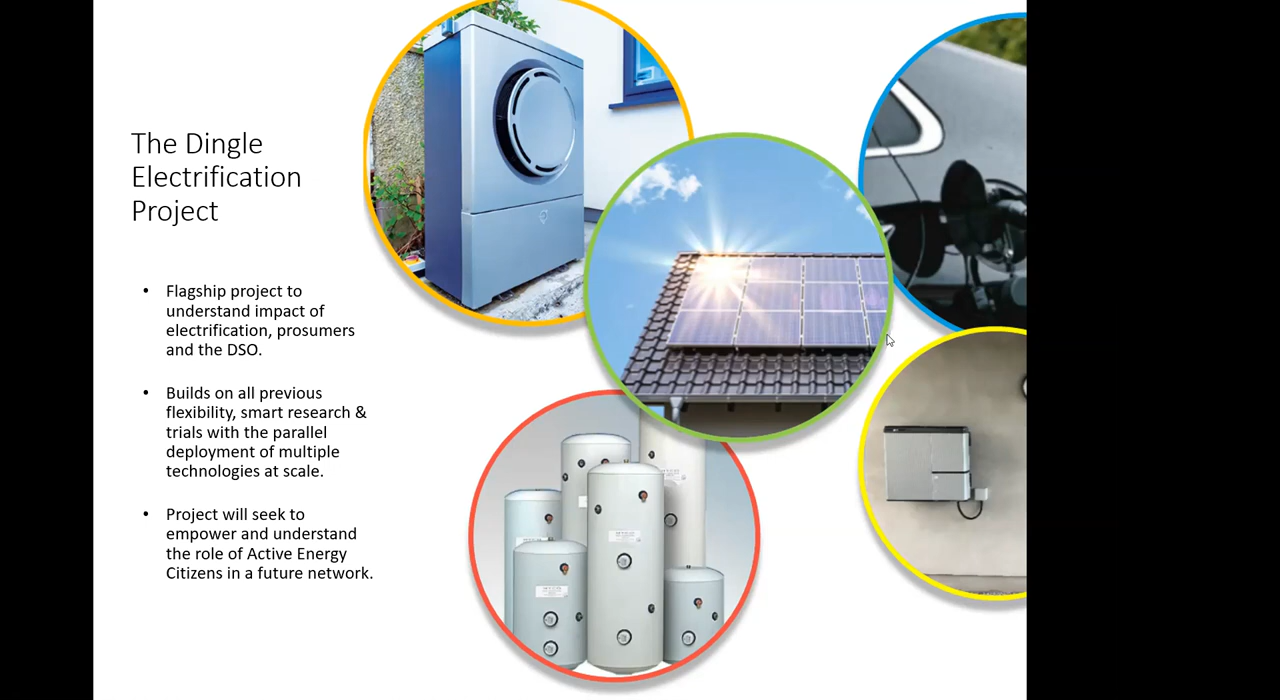 The Dingle
Electrification
Project
• Flagship project to
understand impact of
electrification, prosumers
and the DSO.
• Builds on all previous
flexibility, smart research &
trials with the parallel
deployment of multiple
technologies at scale.
• Project will seek to
empower and understand
the role of Active Energy
Citizens in a future network.